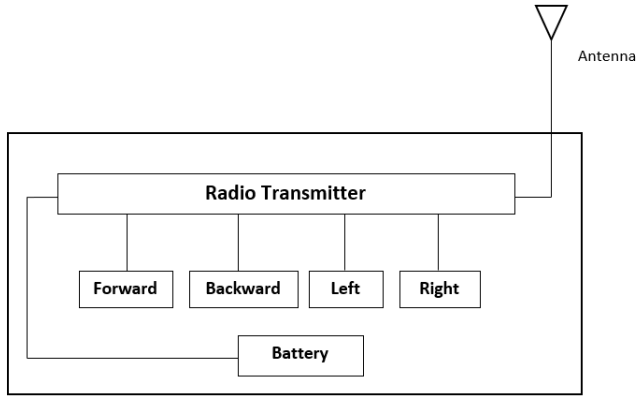 Antenna
Radio Transmitter
Forward
Backward
Left
Right
Battery